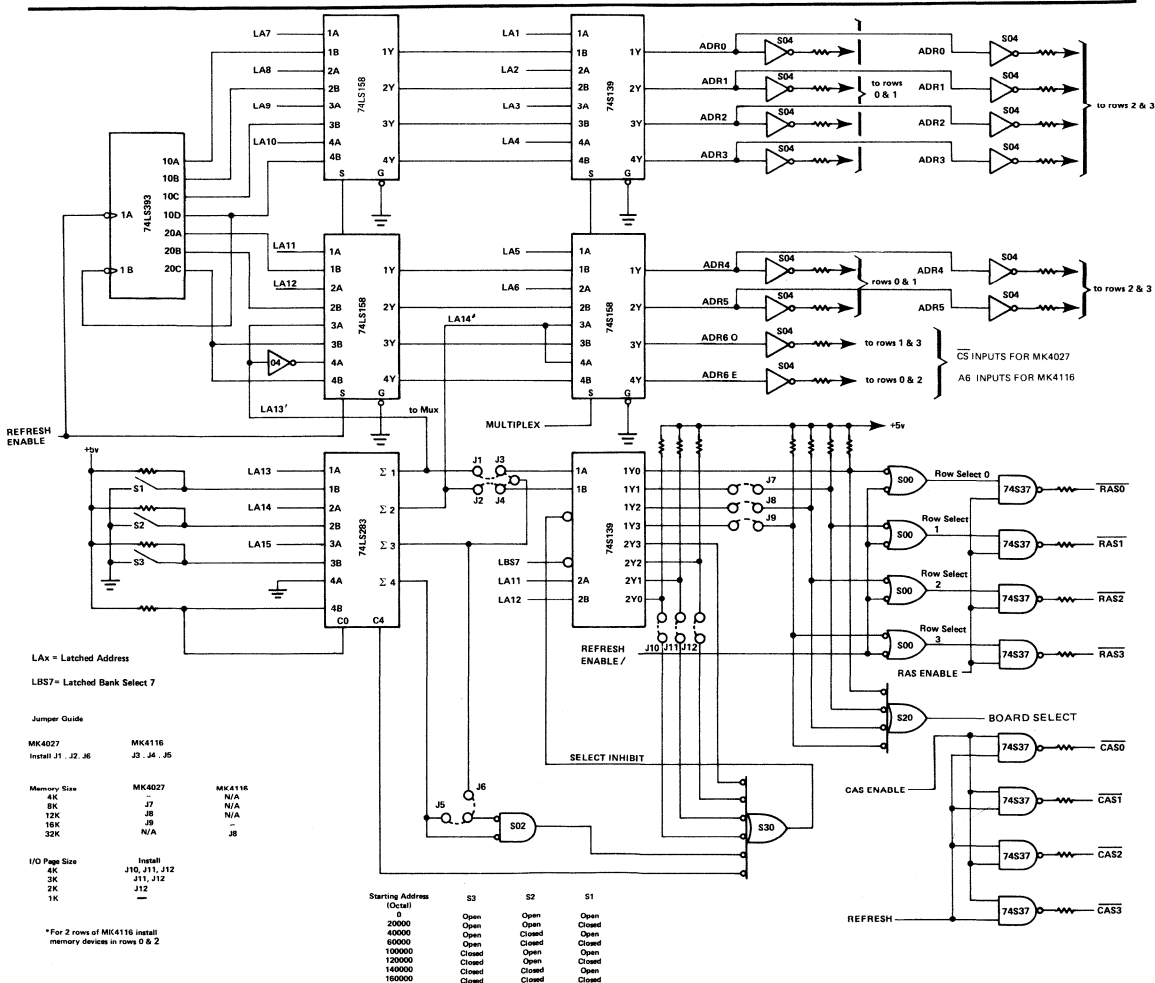 LA7
1A
1B
LA8
2A
2B
LA9
3A
3B
LA10
4A
4B
1Y
2Y
3Y
4Y
S
G
74LS158
LA1
1A
1B
LA2
2A
2B
LA3
3A
3B
LA4
4A
4B
1Y
2Y
3Y
4Y
S
G
74S139
ADR0
S04
ADR1
S04
ADR2
S04
ADR3
S04
to rows
0 & 1
ADR0
S04
ADR1
S04
ADR2
S04
ADR3
S04
to rows 2 & 3
74LS393
1A
1B
10A
10B
10C
10D
20A
20B
20C
LA11
1A
1B
LA12
2A
2B
3A
3B
04
4A
4B
1Y
2Y
3Y
4Y
S
G
74LS158
LA13'
to Mux
LA5
1A
1B
LA6
2A
2B
LA14'
3A
3B
4A
4B
1Y
2Y
3Y
4Y
S
G
74S158
MULTIPLEX
ADR4
S04
ADR5
S04
rows 0 & 1
ADR4
S04
ADR5
S04
to rows 2 & 3
ADR6 O
S04
to rows 1 & 3
ADR6 E
S04
to rows 0 & 2
CS INPUTS FOR MK4027
A6 INPUTS FOR MK4116
REFRESH
ENABLE
+5v
S1
S2
S3
LA13
1A
1B
LA14
2A
2B
LA15
3A
3B
4A
4B
C0
C4
Σ 1
Σ 2
Σ 3
Σ 4
74LS283
J1
J3
J2
J4
1A
1B
LBS7
LA11
2A
LA12
2B
74S139
1Y0
1Y1
1Y2
1Y3
2Y3
2Y2
2Y1
2Y0
J7
J8
J9
+5v
J10
J11
J12
REFRESH
ENABLE /
S00
Row Select 0
74S37
RAS0
S00
Row Select
1
74S37
RAS1
S00
Row Select
2
74S37
RAS2
S00
Row Select
3
74S37
RAS3
RAS ENABLE
S20
BOARD SELECT
SELECT INHIBIT
J5
J6
S02
S30
CAS ENABLE
74S37
CAS0
74S37
CAS1
74S37
CAS2
74S37
CAS3
REFRESH
LAx = Latched Address
LBS7= Latched Bank Select 7
Jumper Guide
MK4027 MK4116
Install J1 . J2. J6 J3 . J4 . J5
Memory Size MK4027 MK4116
4K -- N/A
8K J7 N/A
12K J8 N/A
16K J9 --
32K N/A J8
I/O Page Size Install
4K J10, J11, J12
3K J11, J12
2K J12
1K —
*For 2 rows of MK4116 install
memory devices in rows 0 & 2
Starting Address S3 S2 S1
(Octal)
0 Open Open Open
20000 Open Open Closed
40000 Open Closed Open
60000 Open Closed Closed
100000 Closed Open Open
120000 Closed Open Closed
140000 Closed Closed Open
160000 Closed Closed Closed